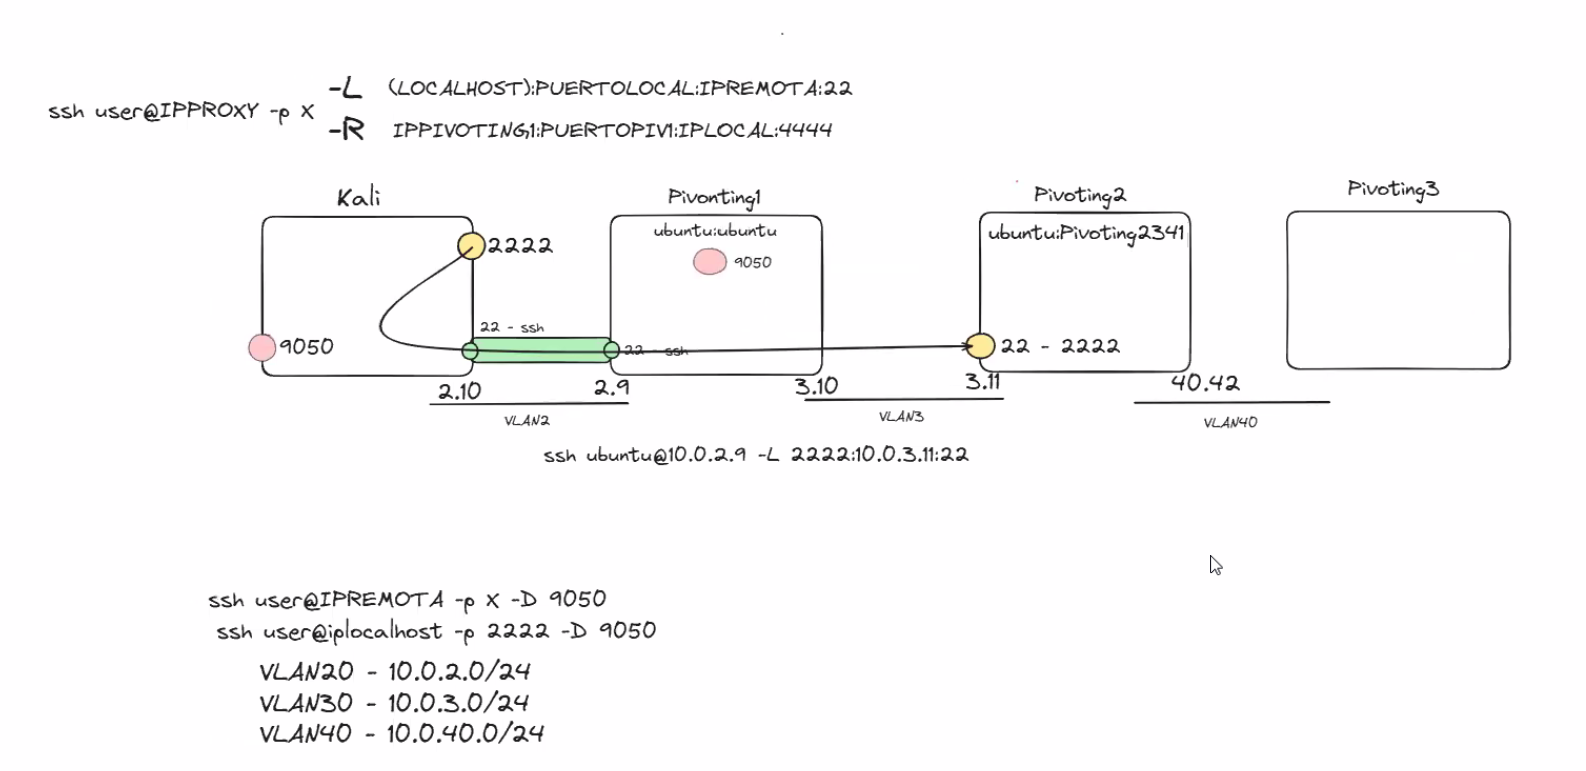 -L (LOCALHOST):PUERTOLOCAL:IPREMOTA:22
ssh user@IPPROXY -p X
-R IPPIVOTING1:PUERTOPIV1:IPLOCAL:4444
Kali
Pivonting1
Pivoting2
Pivoting3
ubuntu:ubuntu
ubuntu:Pivoting2341
2222
9050
22 - ssh
9050
22 - ssh
22 - 2222
2.10
2.9
3.10
3.11
40.42
VLAN2
VLAN3
VLAN40
ssh ubuntu@10.0.2.9 -L 2222:10.0.3.11:22
ssh user@IPREMOTA -p X -D 9050
ssh user@iplocalhost -p 2222 -D 9050
VLAN20 - 10.0.2.0/24
VLAN30 - 10.0.3.0/24
VLAN40 - 10.0.40.0/24